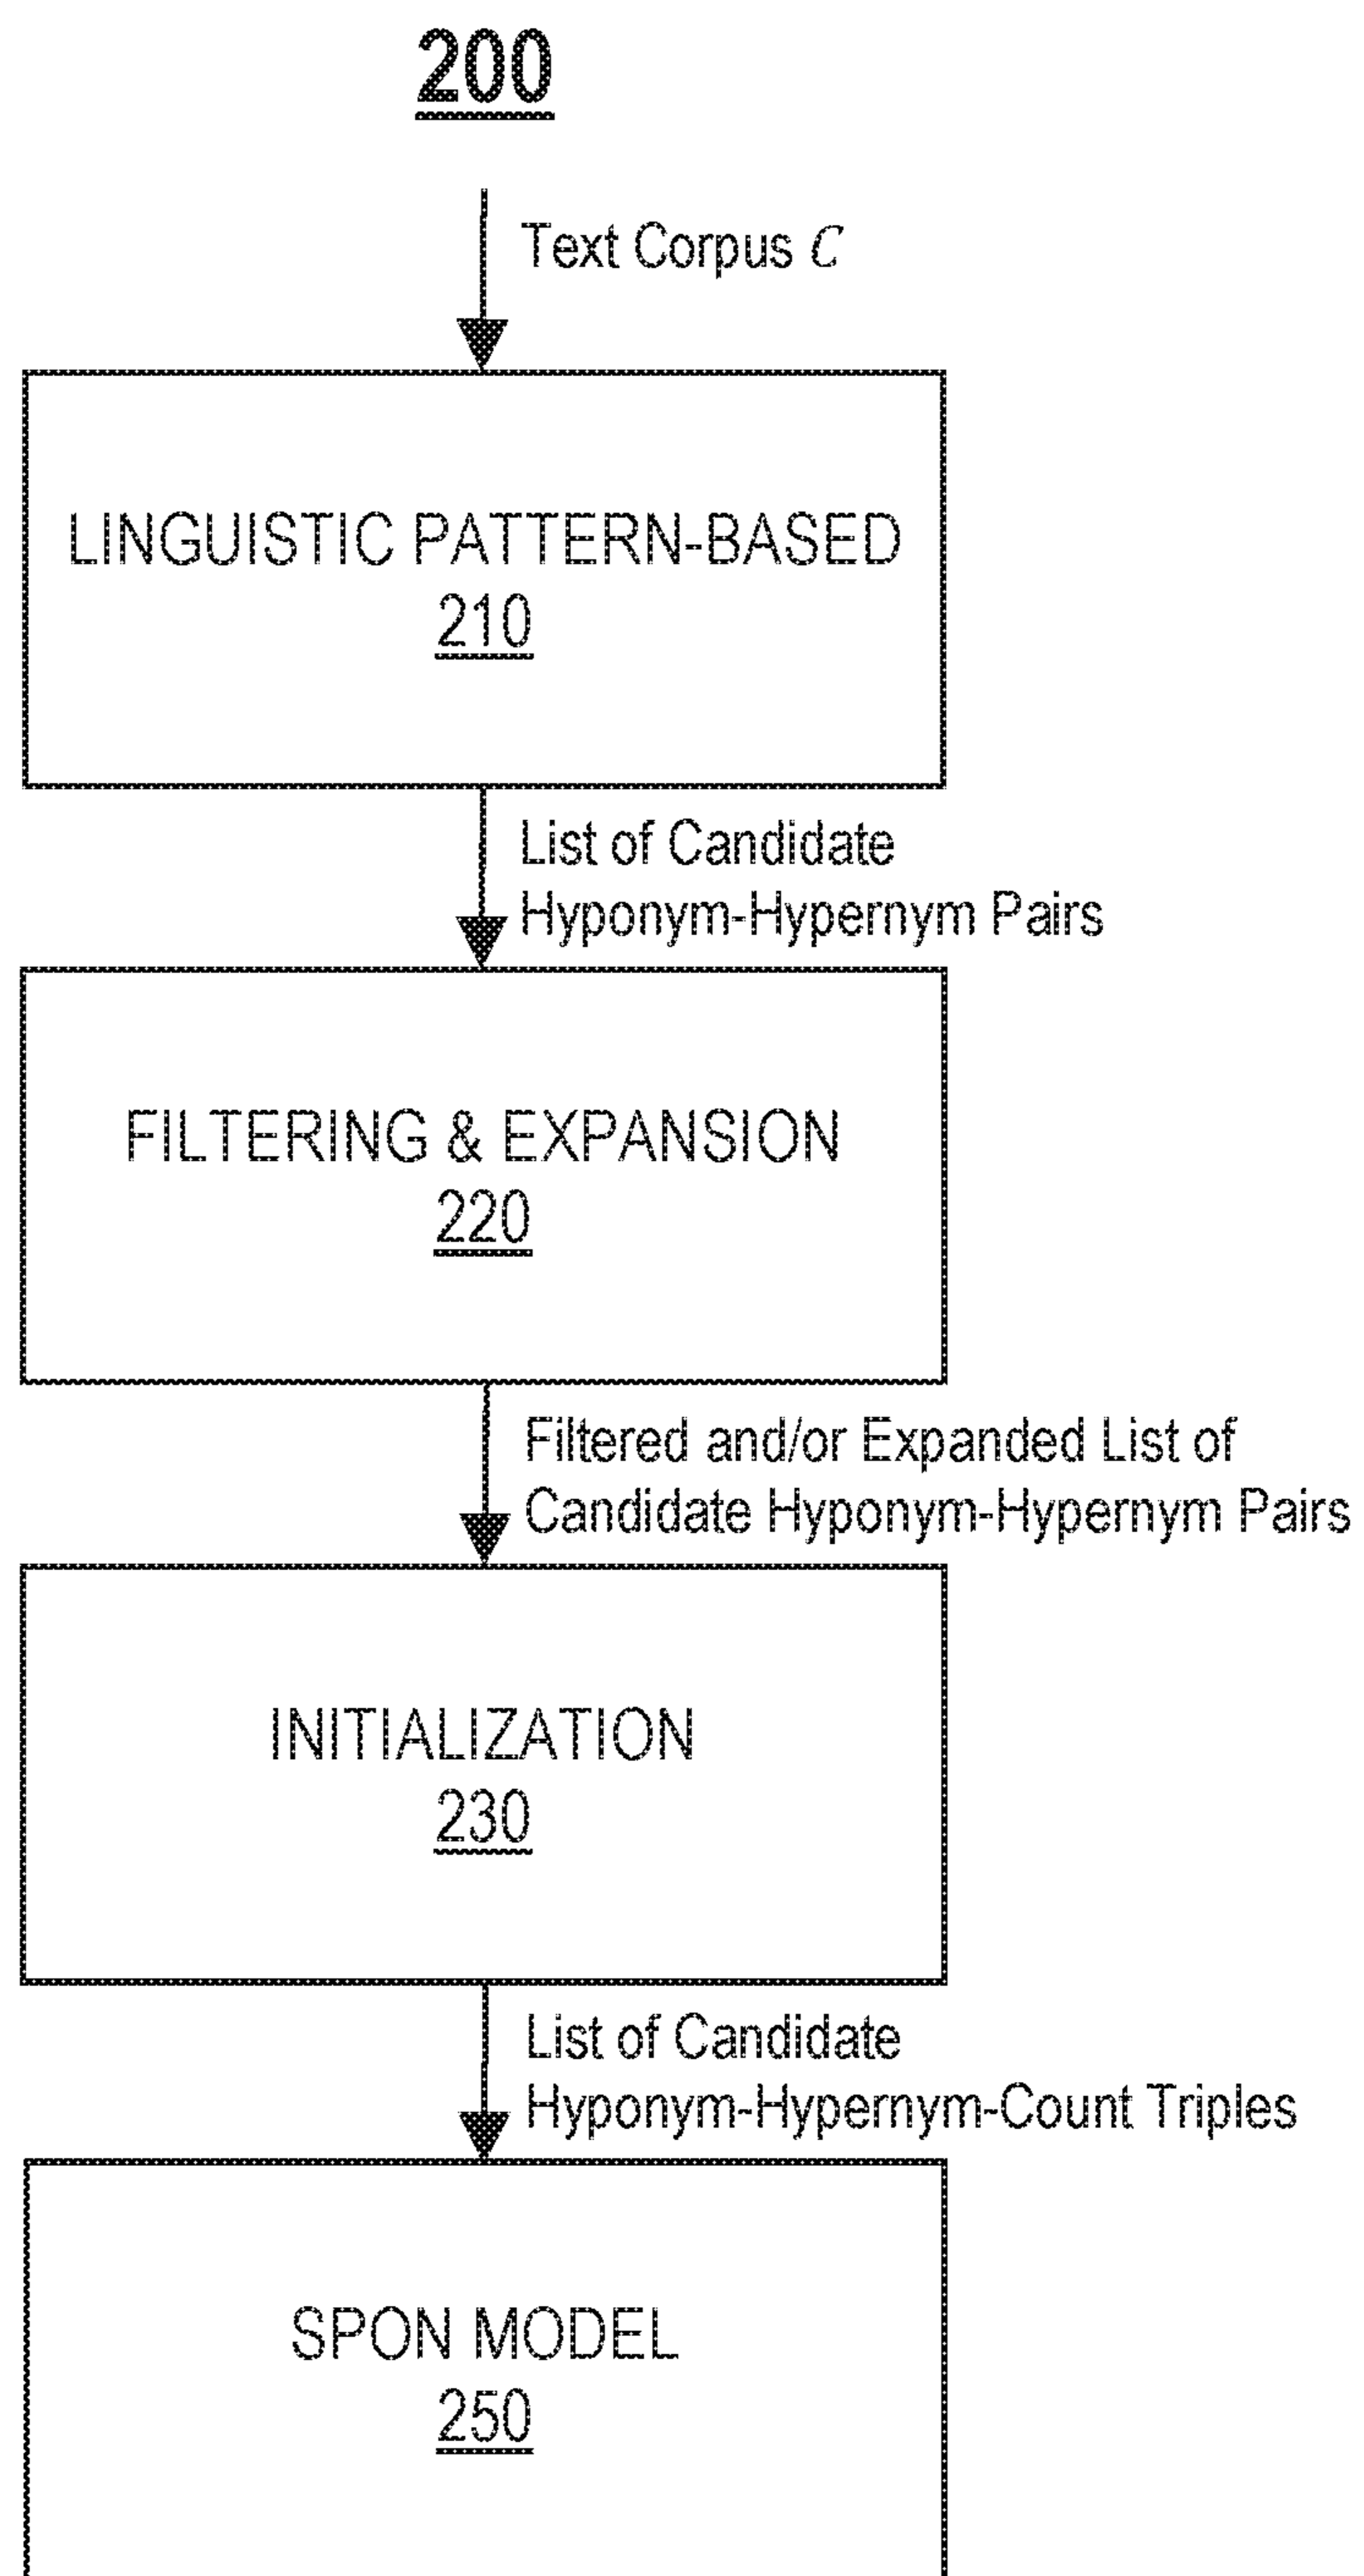 200
Text Corpus C
LINGUISTIC PATTERN-BASED
210
List of Candidate
Hyponym-Hypernym Pairs
FILTERING & EXPANSION
220
Filtered and/or Expanded List of
Candidate Hyponym-Hypernym Pairs
INITIALIZATION
230
List of Candidate
Hyponym-Hypernym-Count Triples
SPON MODEL
250